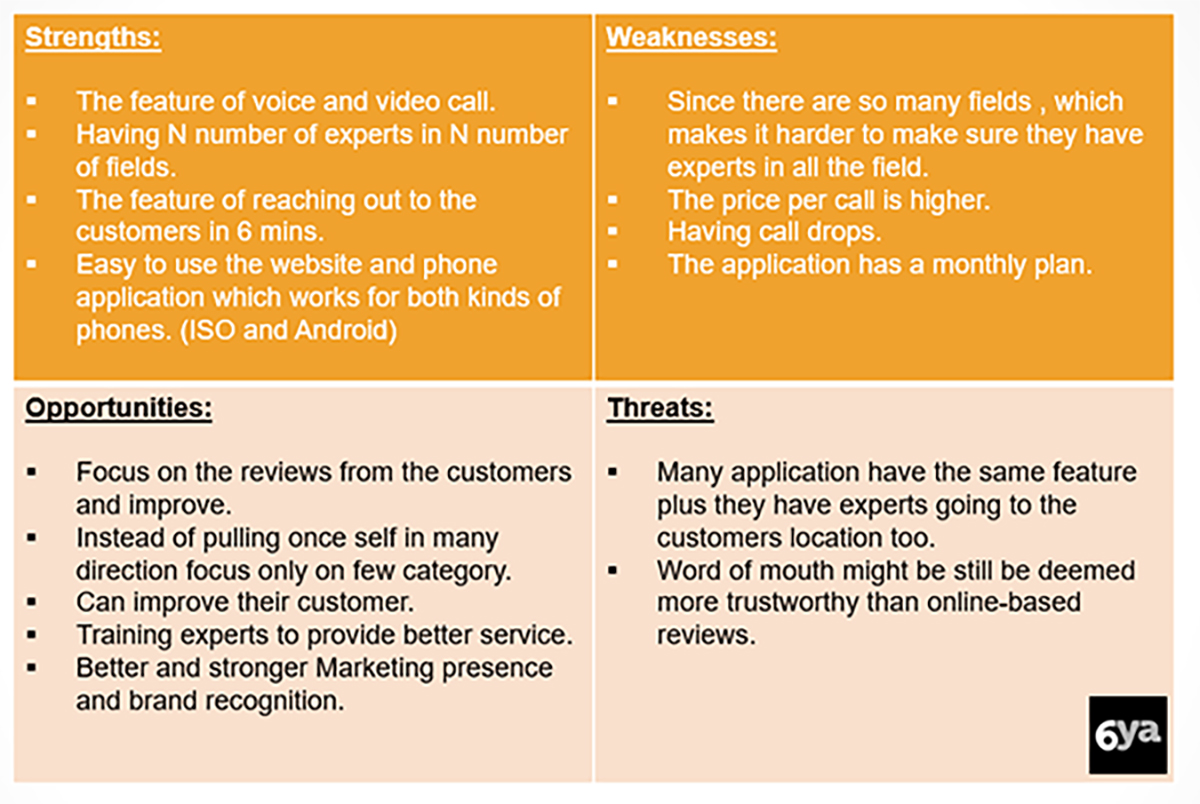 Strengths:
▪ The feature of voice and video call.
▪ Having N number of experts in N number
of fields.
▪ The feature of reaching out to the
customers in 6 mins.
▪ Easy to use the website and phone
application which works for both kinds of
phones. (ISO and Android)
Weaknesses:
▪ Since there are so many fields , which
makes it harder to make sure they have
experts in all the field.
▪ The price per call is higher.
▪ Having call drops.
▪ The application has a monthly plan.
Opportunities:
▪ Focus on the reviews from the customers
and improve.
▪ Instead of pulling once self in many
direction focus only on few category.
▪ Can improve their customer.
▪ Training experts to provide better service.
▪ Better and stronger Marketing presence
and brand recognition.
Threats:
▪ Many application have the same feature
plus they have experts going to the
customers location too.
▪ Word of mouth might be still be deemed
more trustworthy than online-based
reviews.
6ya